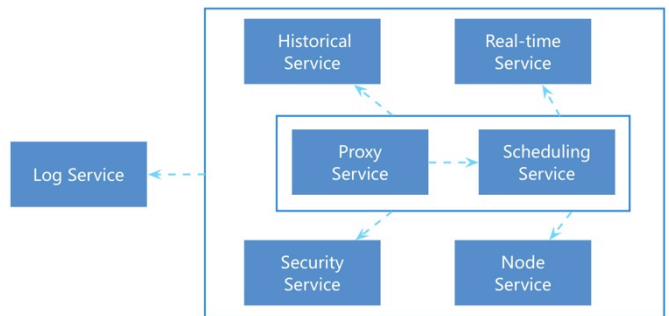 Historical
Service
Real-time
Service
Log Service
Proxy
Service
Scheduling
Service
Security
Service
Node
Service